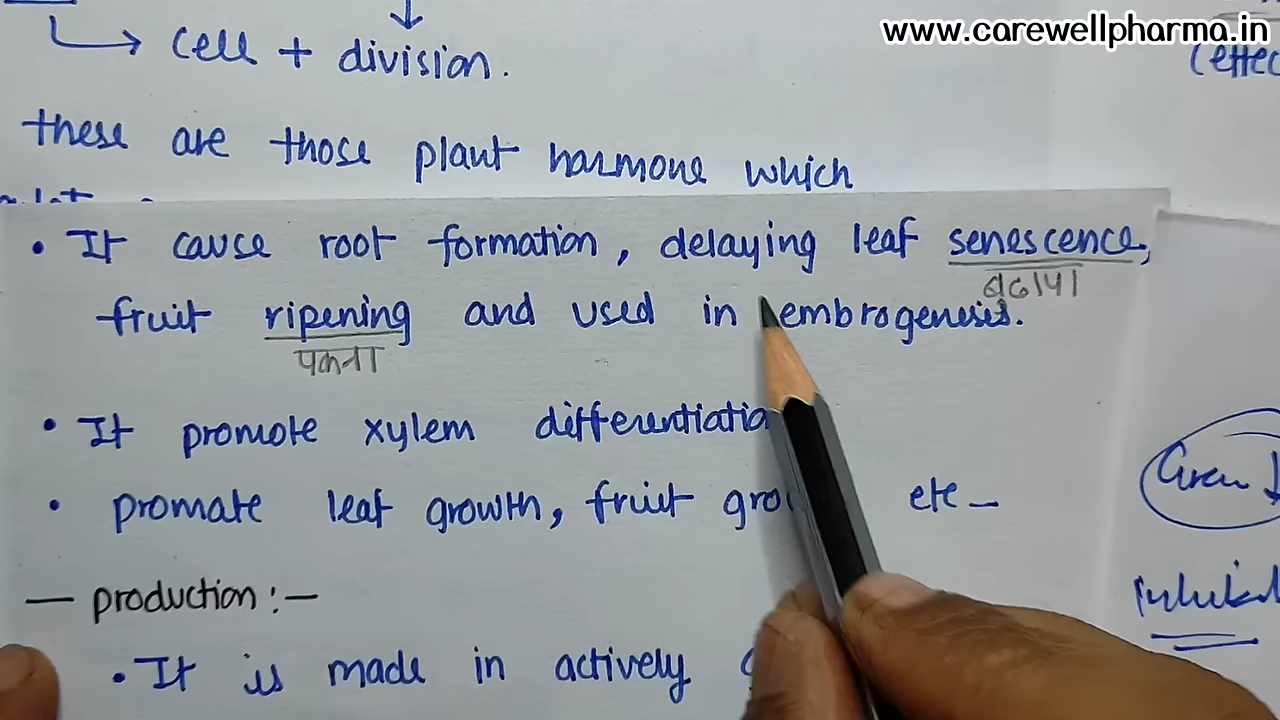 www.carewellpharma.in
cell + division.
these are those plant harmone which
• It cause root formation, delaying leaf senescence,
बुढापा
fruit ripening and used in embrogenesis.
पकना
• It promote xylem differentiatio
• promate leaf growth, fruit gro etc -
— production :-
• It is made in actively